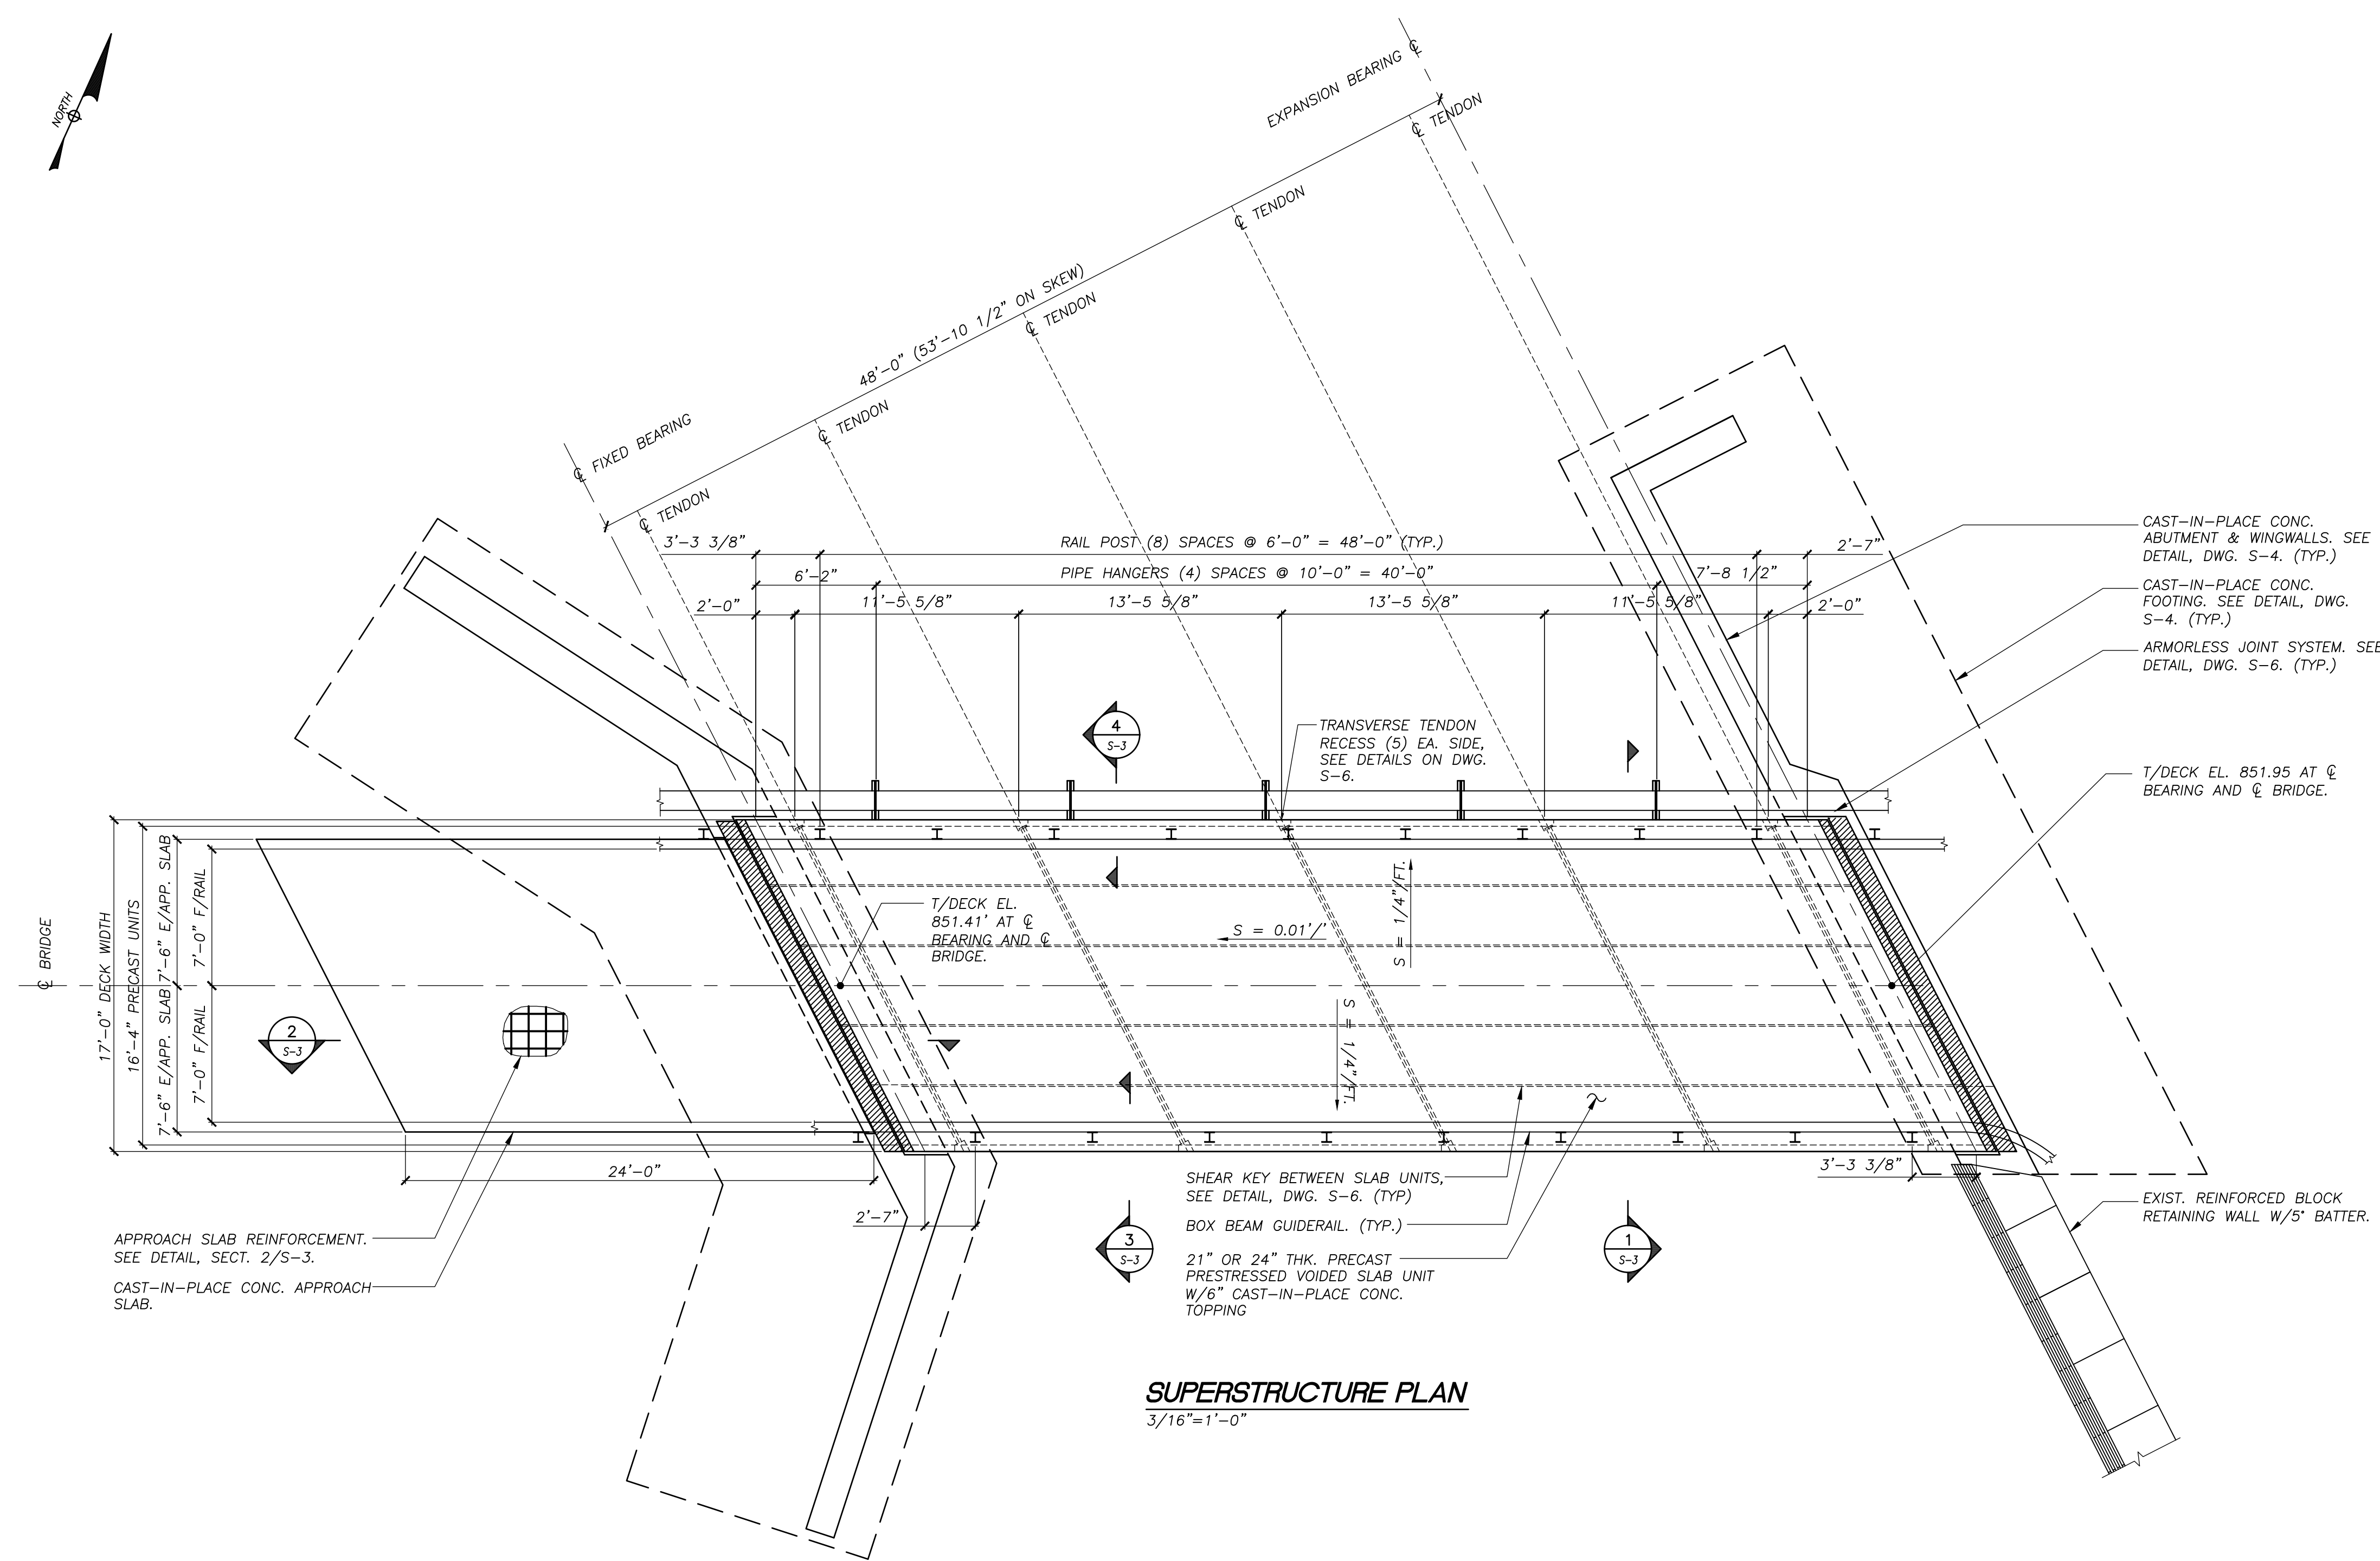 NORTH
EXPANSION BEARING ℄
℄ TENDON
℄ TENDON
℄ TENDON
℄ TENDON
℄ TENDON
48'-0" (53'-10 1/2" ON SKEW)
℄ FIXED BEARING
3'-3 3/8"
RAIL POST (8) SPACES @ 6'-0" = 48'-0" (TYP.)
2'-7"
6'-2"
PIPE HANGERS (4) SPACES @ 10'-0" = 40'-0"
7'-8 1/2"
2'-0"
11'-5 5/8"
13'-5 5/8"
13'-5 5/8"
11'-5 5/8"
2'-0"
CAST-IN-PLACE CONC.
ABUTMENT & WINGWALLS. SEE
DETAIL, DWG. S-4. (TYP.)
CAST-IN-PLACE CONC.
FOOTING. SEE DETAIL, DWG.
S-4. (TYP.)
ARMORLESS JOINT SYSTEM. SEE
DETAIL, DWG. S-6. (TYP.)
T/DECK EL. 851.95 AT ℄
BEARING AND ℄ BRIDGE.
4
S-3
TRANSVERSE TENDON
RECESS (5) EA. SIDE,
SEE DETAILS ON DWG.
S-6.
T/DECK EL.
851.41' AT ℄
BEARING AND ℄
BRIDGE.
S = 0.01'/'
S = 1/4"/FT.
S = 1/4"/FT.
℄ BRIDGE
17'-0" DECK WIDTH
16'-4" PRECAST UNITS
7'-6" E/APP. SLAB
7'-6" E/APP. SLAB
7'-0" F/RAIL
7'-0" F/RAIL
2
S-3
24'-0"
2'-7"
3'-3 3/8"
APPROACH SLAB REINFORCEMENT.
SEE DETAIL, SECT. 2/S-3.
CAST-IN-PLACE CONC. APPROACH
SLAB.
3
S-3
SHEAR KEY BETWEEN SLAB UNITS,
SEE DETAIL, DWG. S-6. (TYP)
BOX BEAM GUIDERAIL. (TYP.)
21" OR 24" THK. PRECAST
PRESTRESSED VOIDED SLAB UNIT
W/6" CAST-IN-PLACE CONC.
TOPPING
1
S-3
EXIST. REINFORCED BLOCK
RETAINING WALL W/5° BATTER.
SUPERSTRUCTURE PLAN
3/16"=1'-0"